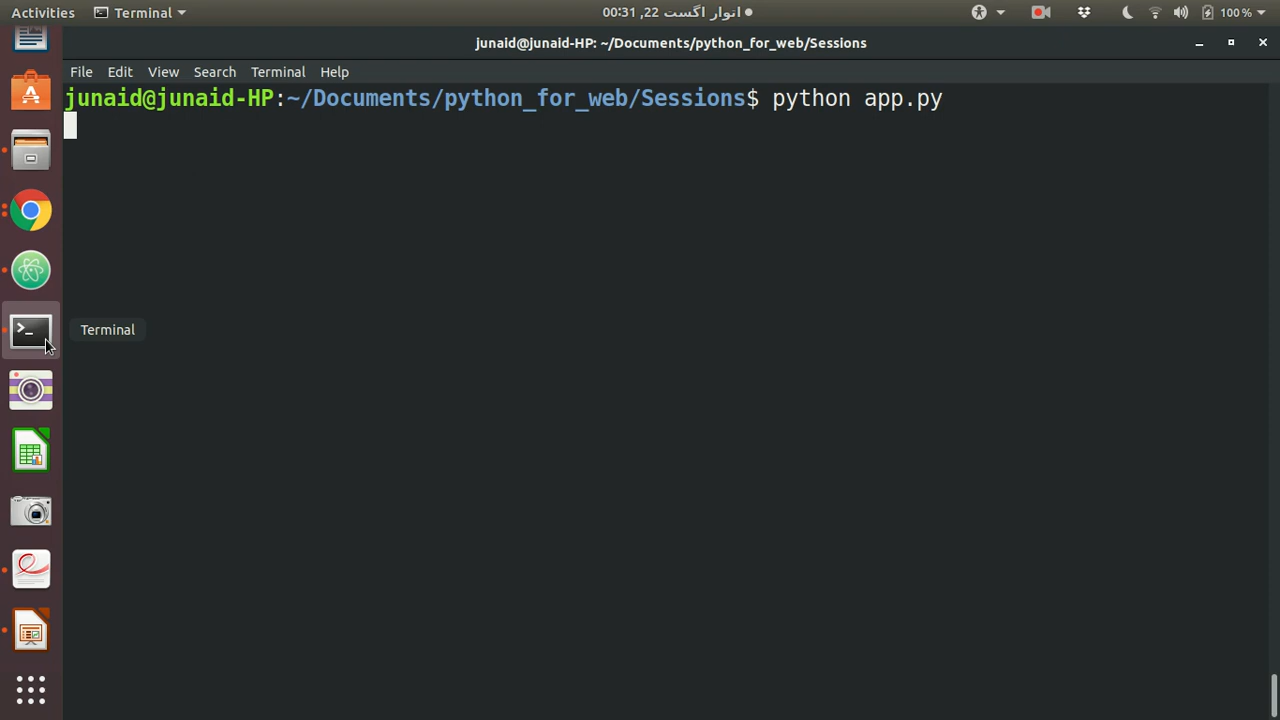 Activities Terminal 00:31 ,22 انوار اگست 100 %
junaid@junaid-HP: ~/Documents/python_for_web/Sessions
File Edit View Search Terminal Help
junaid@junaid-HP:~/Documents/python_for_web/Sessions$ python app.py
Terminal